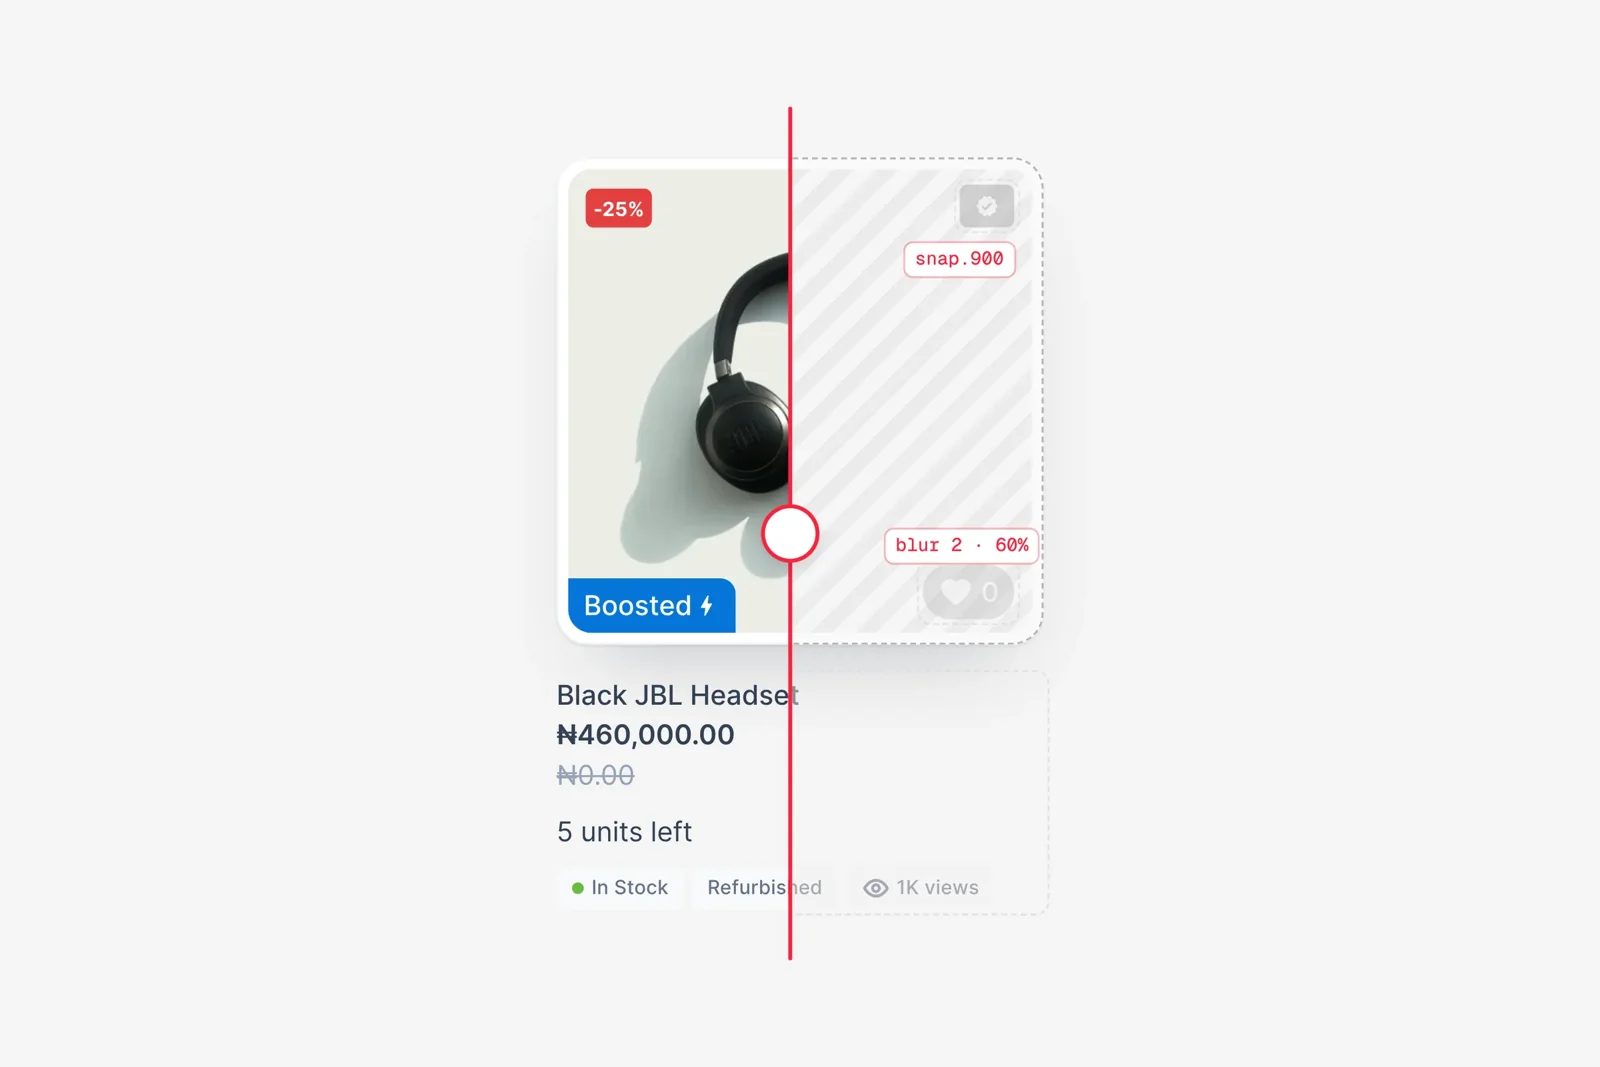 -25%
snap.900
blur 2 · 60%
0
Boosted
Black JBL Headset
₦460,000.00
₦0.00
5 units left
In Stock
Refurbished
1K views